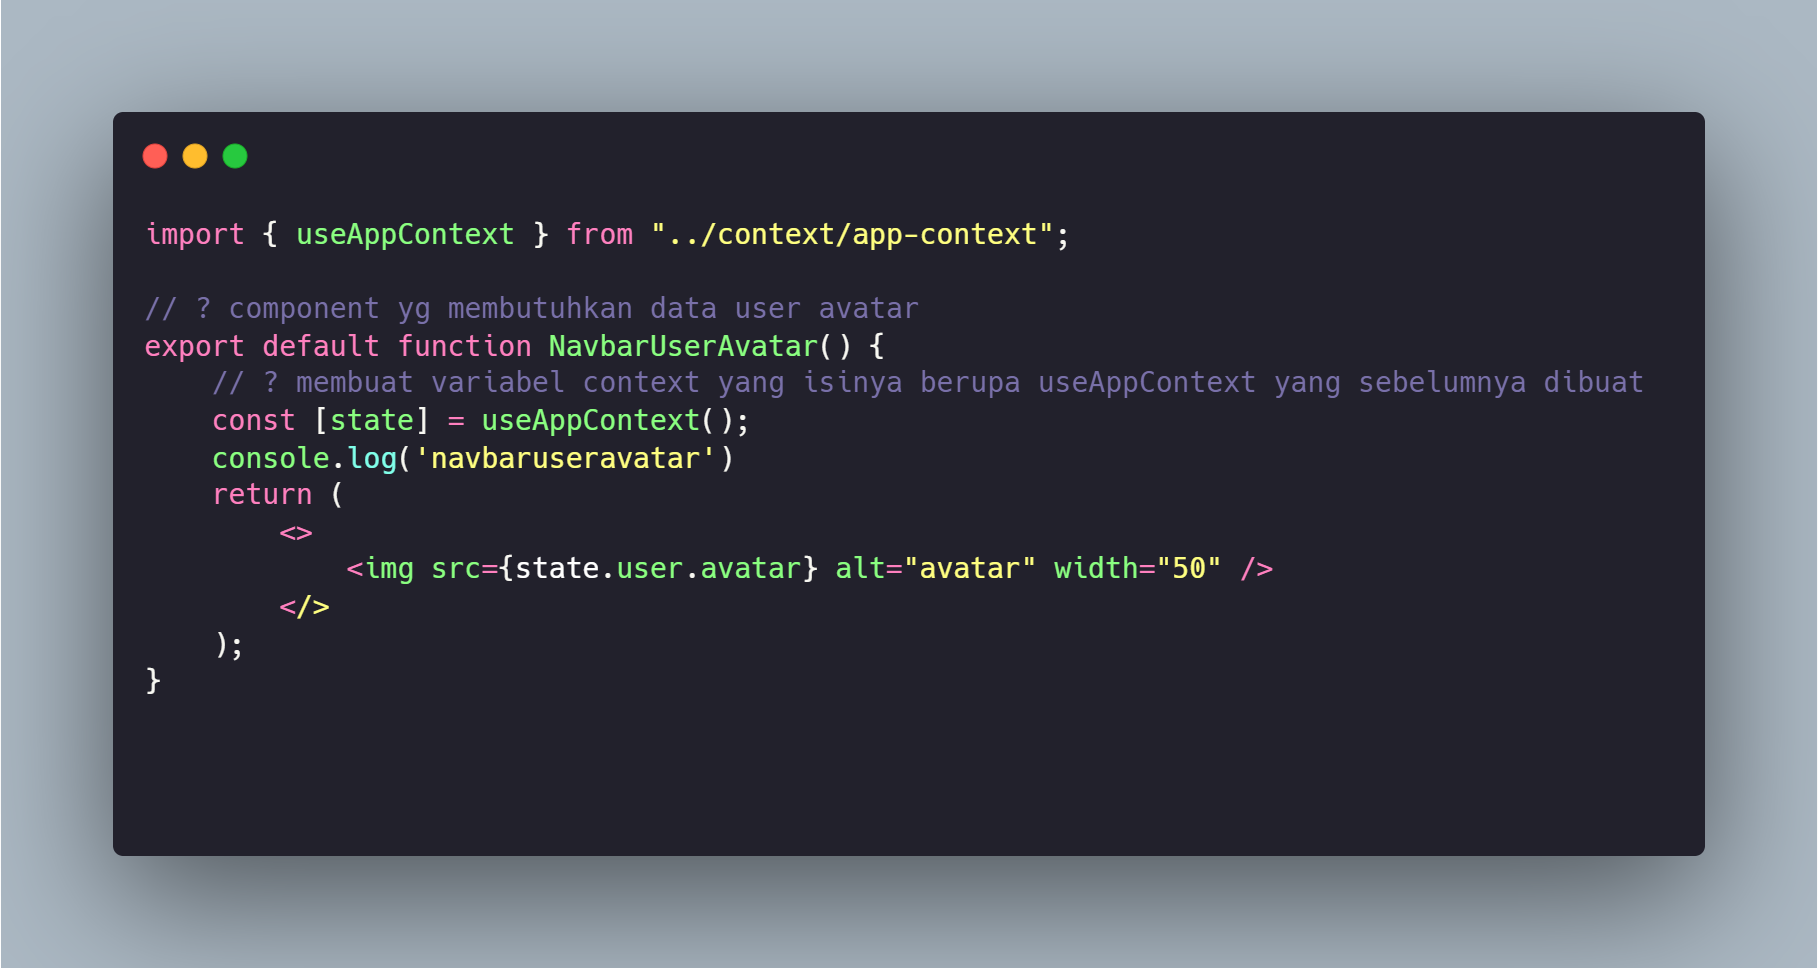 import { useAppContext } from "../context/app-context";
// ? component yg membutuhkan data user avatar
export default function NavbarUserAvatar() {
// ? membuat variabel context yang isinya berupa useAppContext yang sebelumnya dibuat
const [state] = useAppContext();
console.log('navbaruseravatar')
return (
<>
<img src={state.user.avatar} alt="avatar" width="50" />
</>
);
}